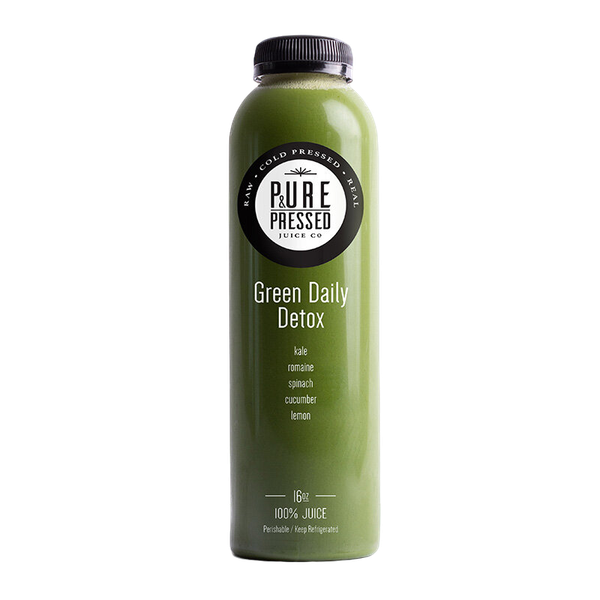 RAW • COLD PRESSED • REAL
PURE
& PRESSED
JUICE CO
Green Daily
Detox
kale
romaine
spinach
cucumber
lemon
16oz
100% JUICE
Perishable / Keep Refrigerated